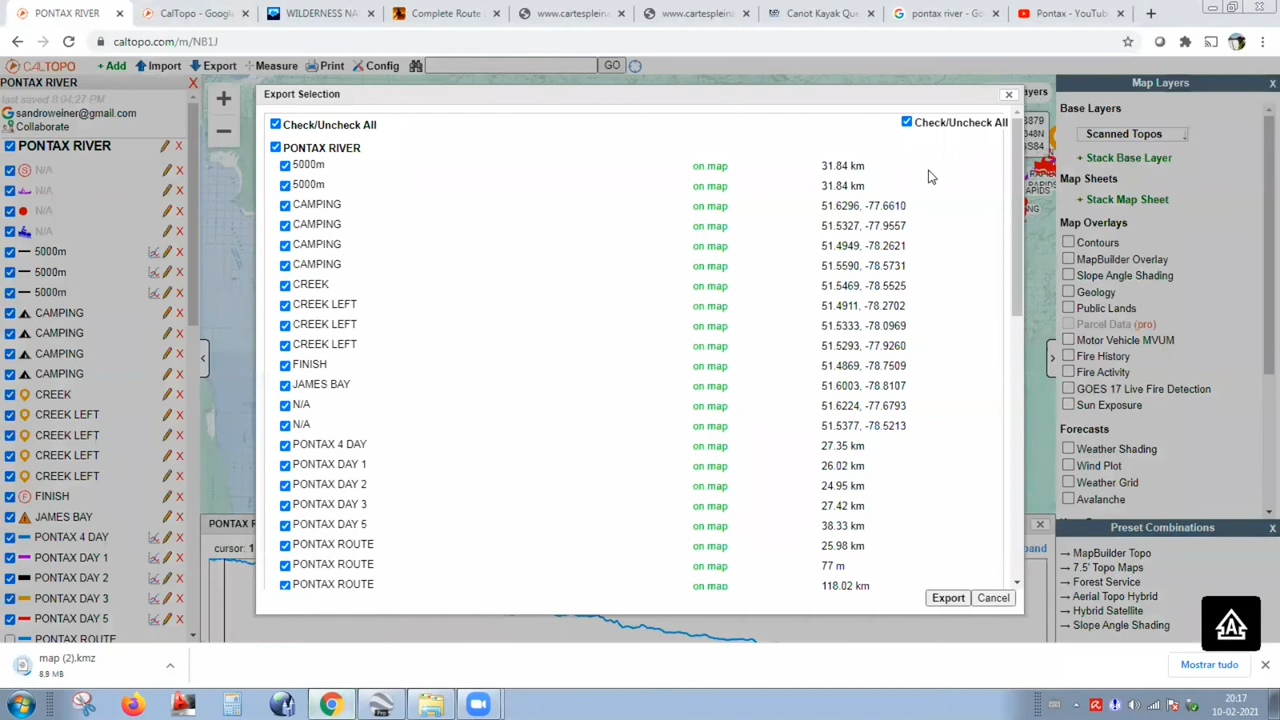 PONTAX RIVER
CalTopo - Googl
WILDERNESS NA
Complete Route
www.cartesplein
www.cartesplein
Canot Kayak Que
pontax river - Go
Pontax - YouTube
caltopo.com/m/NB1J
CALTOPO
+ Add
Import
Export
Measure
Print
Config
GO
PONTAX RIVER
X
last saved 8:04:27 PM
sandroweiner@gmail.com
Collaborate
PONTAX RIVER
N/A
N/A
N/A
N/A
5000m
5000m
5000m
CAMPING
CAMPING
CAMPING
CAMPING
CREEK
CREEK LEFT
CREEK LEFT
CREEK LEFT
CREEK LEFT
FINISH
JAMES BAY
PONTAX 4 DAY
PONTAX DAY 1
PONTAX DAY 2
PONTAX DAY 3
PONTAX DAY 5
PONTAX ROUTE
Export Selection
Check/Uncheck All
Check/Uncheck All
PONTAX RIVER
5000m on map 31.84 km
5000m on map 31.84 km
CAMPING on map 51.6296, -77.6610
CAMPING on map 51.5327, -77.9557
CAMPING on map 51.4949, -78.2621
CAMPING on map 51.5590, -78.5731
CREEK on map 51.5469, -78.5525
CREEK LEFT on map 51.4911, -78.2702
CREEK LEFT on map 51.5333, -78.0969
CREEK LEFT on map 51.5293, -77.9260
FINISH on map 51.4869, -78.7509
JAMES BAY on map 51.6003, -78.8107
N/A on map 51.6224, -77.6793
N/A on map 51.5377, -78.5213
PONTAX 4 DAY on map 27.35 km
PONTAX DAY 1 on map 26.02 km
PONTAX DAY 2 on map 24.95 km
PONTAX DAY 3 on map 27.42 km
PONTAX DAY 5 on map 38.33 km
PONTAX ROUTE on map 25.98 km
PONTAX ROUTE on map 77 m
PONTAX ROUTE on map 118.02 km
Export
Cancel
PONTAX R
cursor: 1
Map Layers
X
Base Layers
Scanned Topos
+ Stack Base Layer
Map Sheets
+ Stack Map Sheet
Map Overlays
Contours
MapBuilder Overlay
Slope Angle Shading
Geology
Public Lands
Parcel Data (pro)
Motor Vehicle MVUM
Fire History
Fire Activity
GOES 17 Live Fire Detection
Sun Exposure
Forecasts
Weather Shading
Wind Plot
Weather Grid
Avalanche
Preset Combinations
X
→ MapBuilder Topo
→ 7.5' Topo Maps
→ Forest Service
→ Aerial Topo Hybrid
→ Hybrid Satellite
→ Slope Angle Shading
map (2).kmz
8,8 MB
Mostrar tudo
20:17
10-02-2021